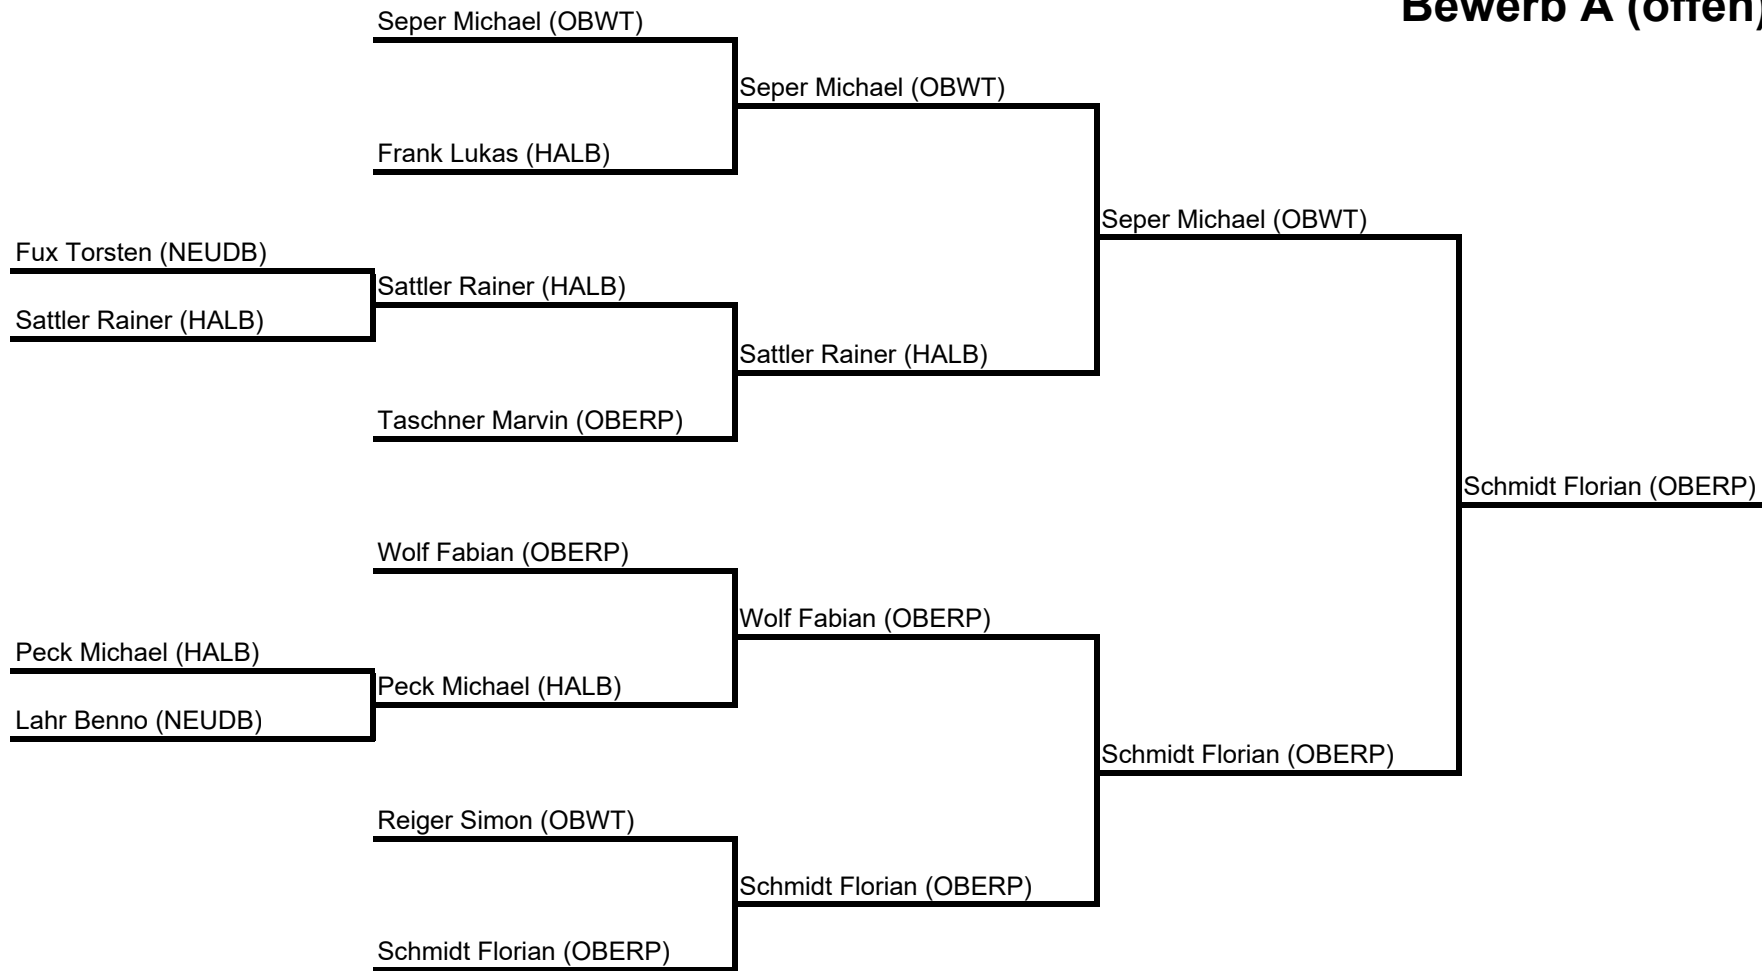 Bewerb A (offen)
Seper Michael (OBWT)
Seper Michael (OBWT)
Frank Lukas (HALB)
Seper Michael (OBWT)
Fux Torsten (NEUDB)
Sattler Rainer (HALB)
Sattler Rainer (HALB)
Sattler Rainer (HALB)
Taschner Marvin (OBERP)
Schmidt Florian (OBERP)
Wolf Fabian (OBERP)
Wolf Fabian (OBERP)
Peck Michael (HALB)
Peck Michael (HALB)
Lahr Benno (NEUDB)
Schmidt Florian (OBERP)
Reiger Simon (OBWT)
Schmidt Florian (OBERP)
Schmidt Florian (OBERP)